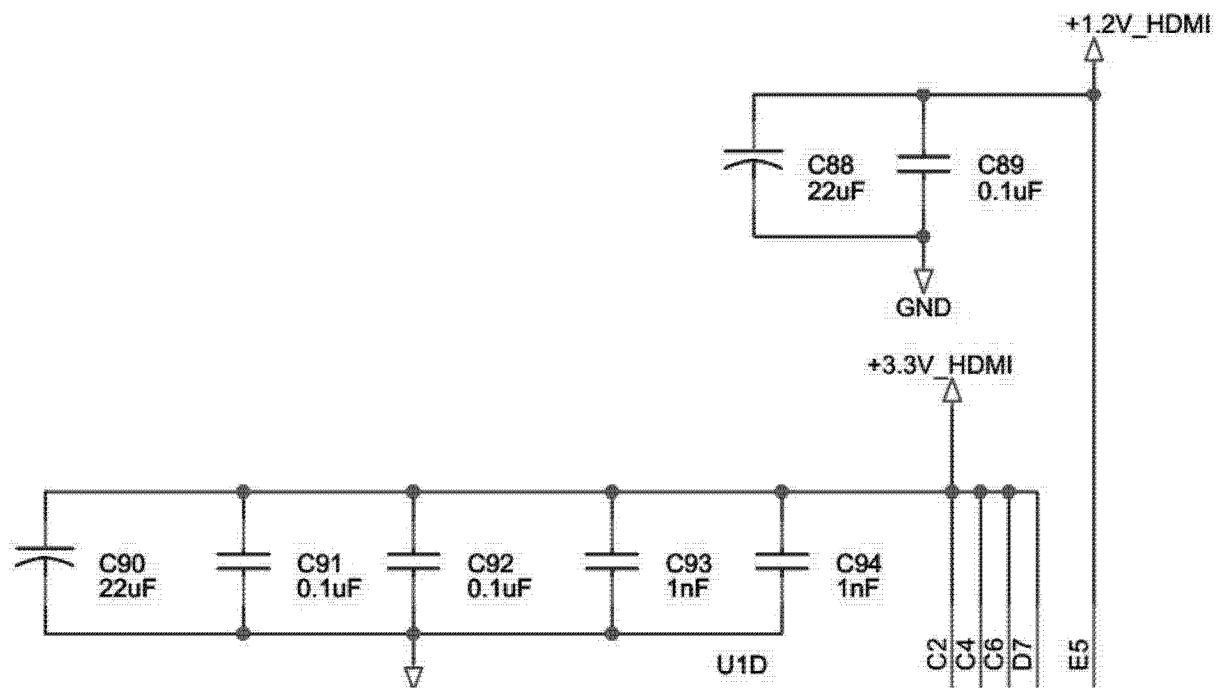 +1.2V_HDMI
C88
22uF
C89
0.1uF
GND
+3.3V_HDMI
C90
22uF
C91
0.1uF
C92
0.1uF
C93
1nF
C94
1nF
U1D
C2
C4
C6
D7
E5